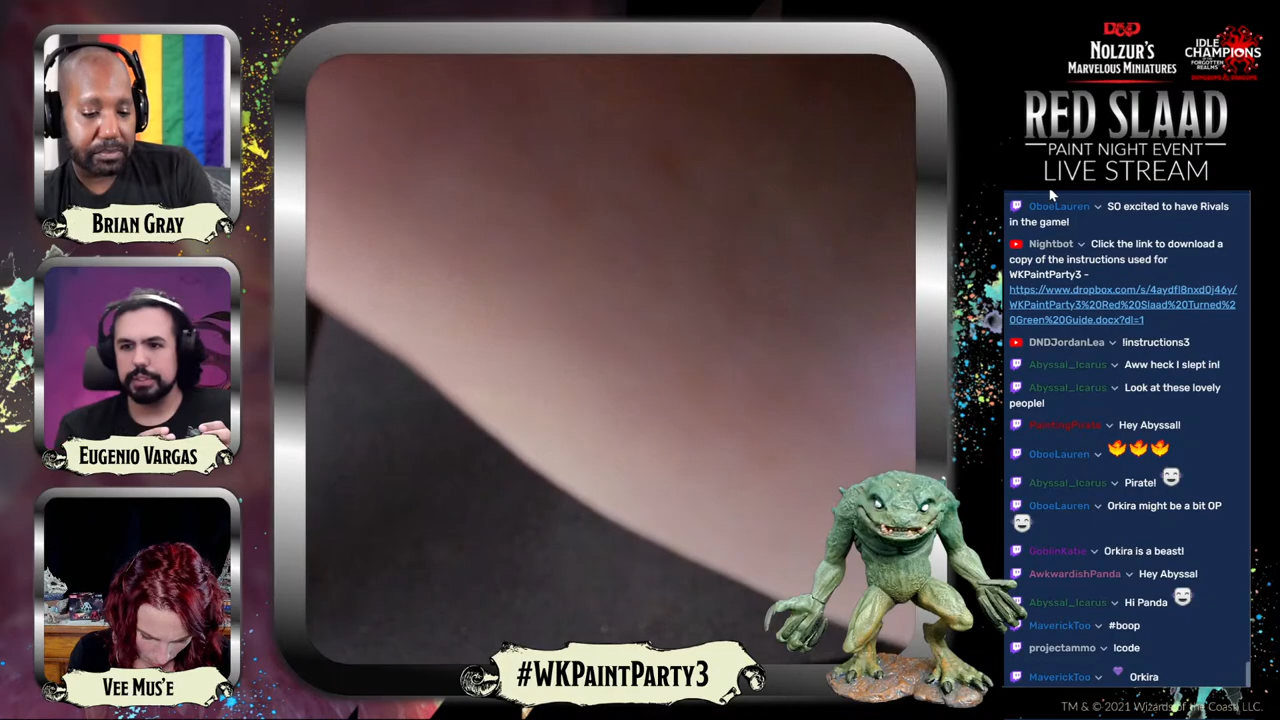 BRIAN GRAY
EUGENIO VARGAS
VEE MUS'E
#WKPAINTPARTY3
D&D
NOLZUR'S
MARVELOUS MINIATURES
IDLE
CHAMPIONS
OF THE
FORGOTTEN
REALMS
DUNGEONS & DRAGONS
RED SLAAD
PAINT NIGHT EVENT
LIVE STREAM
OboeLauren SO excited to have Rivals
in the game!
Nightbot Click the link to download a
copy of the instructions used for
WKPaintParty3 -
https://www.dropbox.com/s/4aydfl8nxd0j46y/
WKPaintParty3%20Red%20Slaad%20Turned%2
0Green%20Guide.docx?dl=1
DNDJordanLea !instructions3
Abyssal_Icarus Aww heck I slept in!
Abyssal_Icarus Look at these lovely
people!
PaintingPixels Hey Abyssal!
OboeLauren
Abyssal_Icarus Pirate!
OboeLauren Orkira might be a bit OP
GoblinKatie Orkira is a beast!
AwkwardishPanda Hey Abyssal
Abyssal_Icarus Hi Panda
MaverickToo #boop
projectammo !code
MaverickToo Orkira
TM & © 2021 Wizards of the Coast LLC.